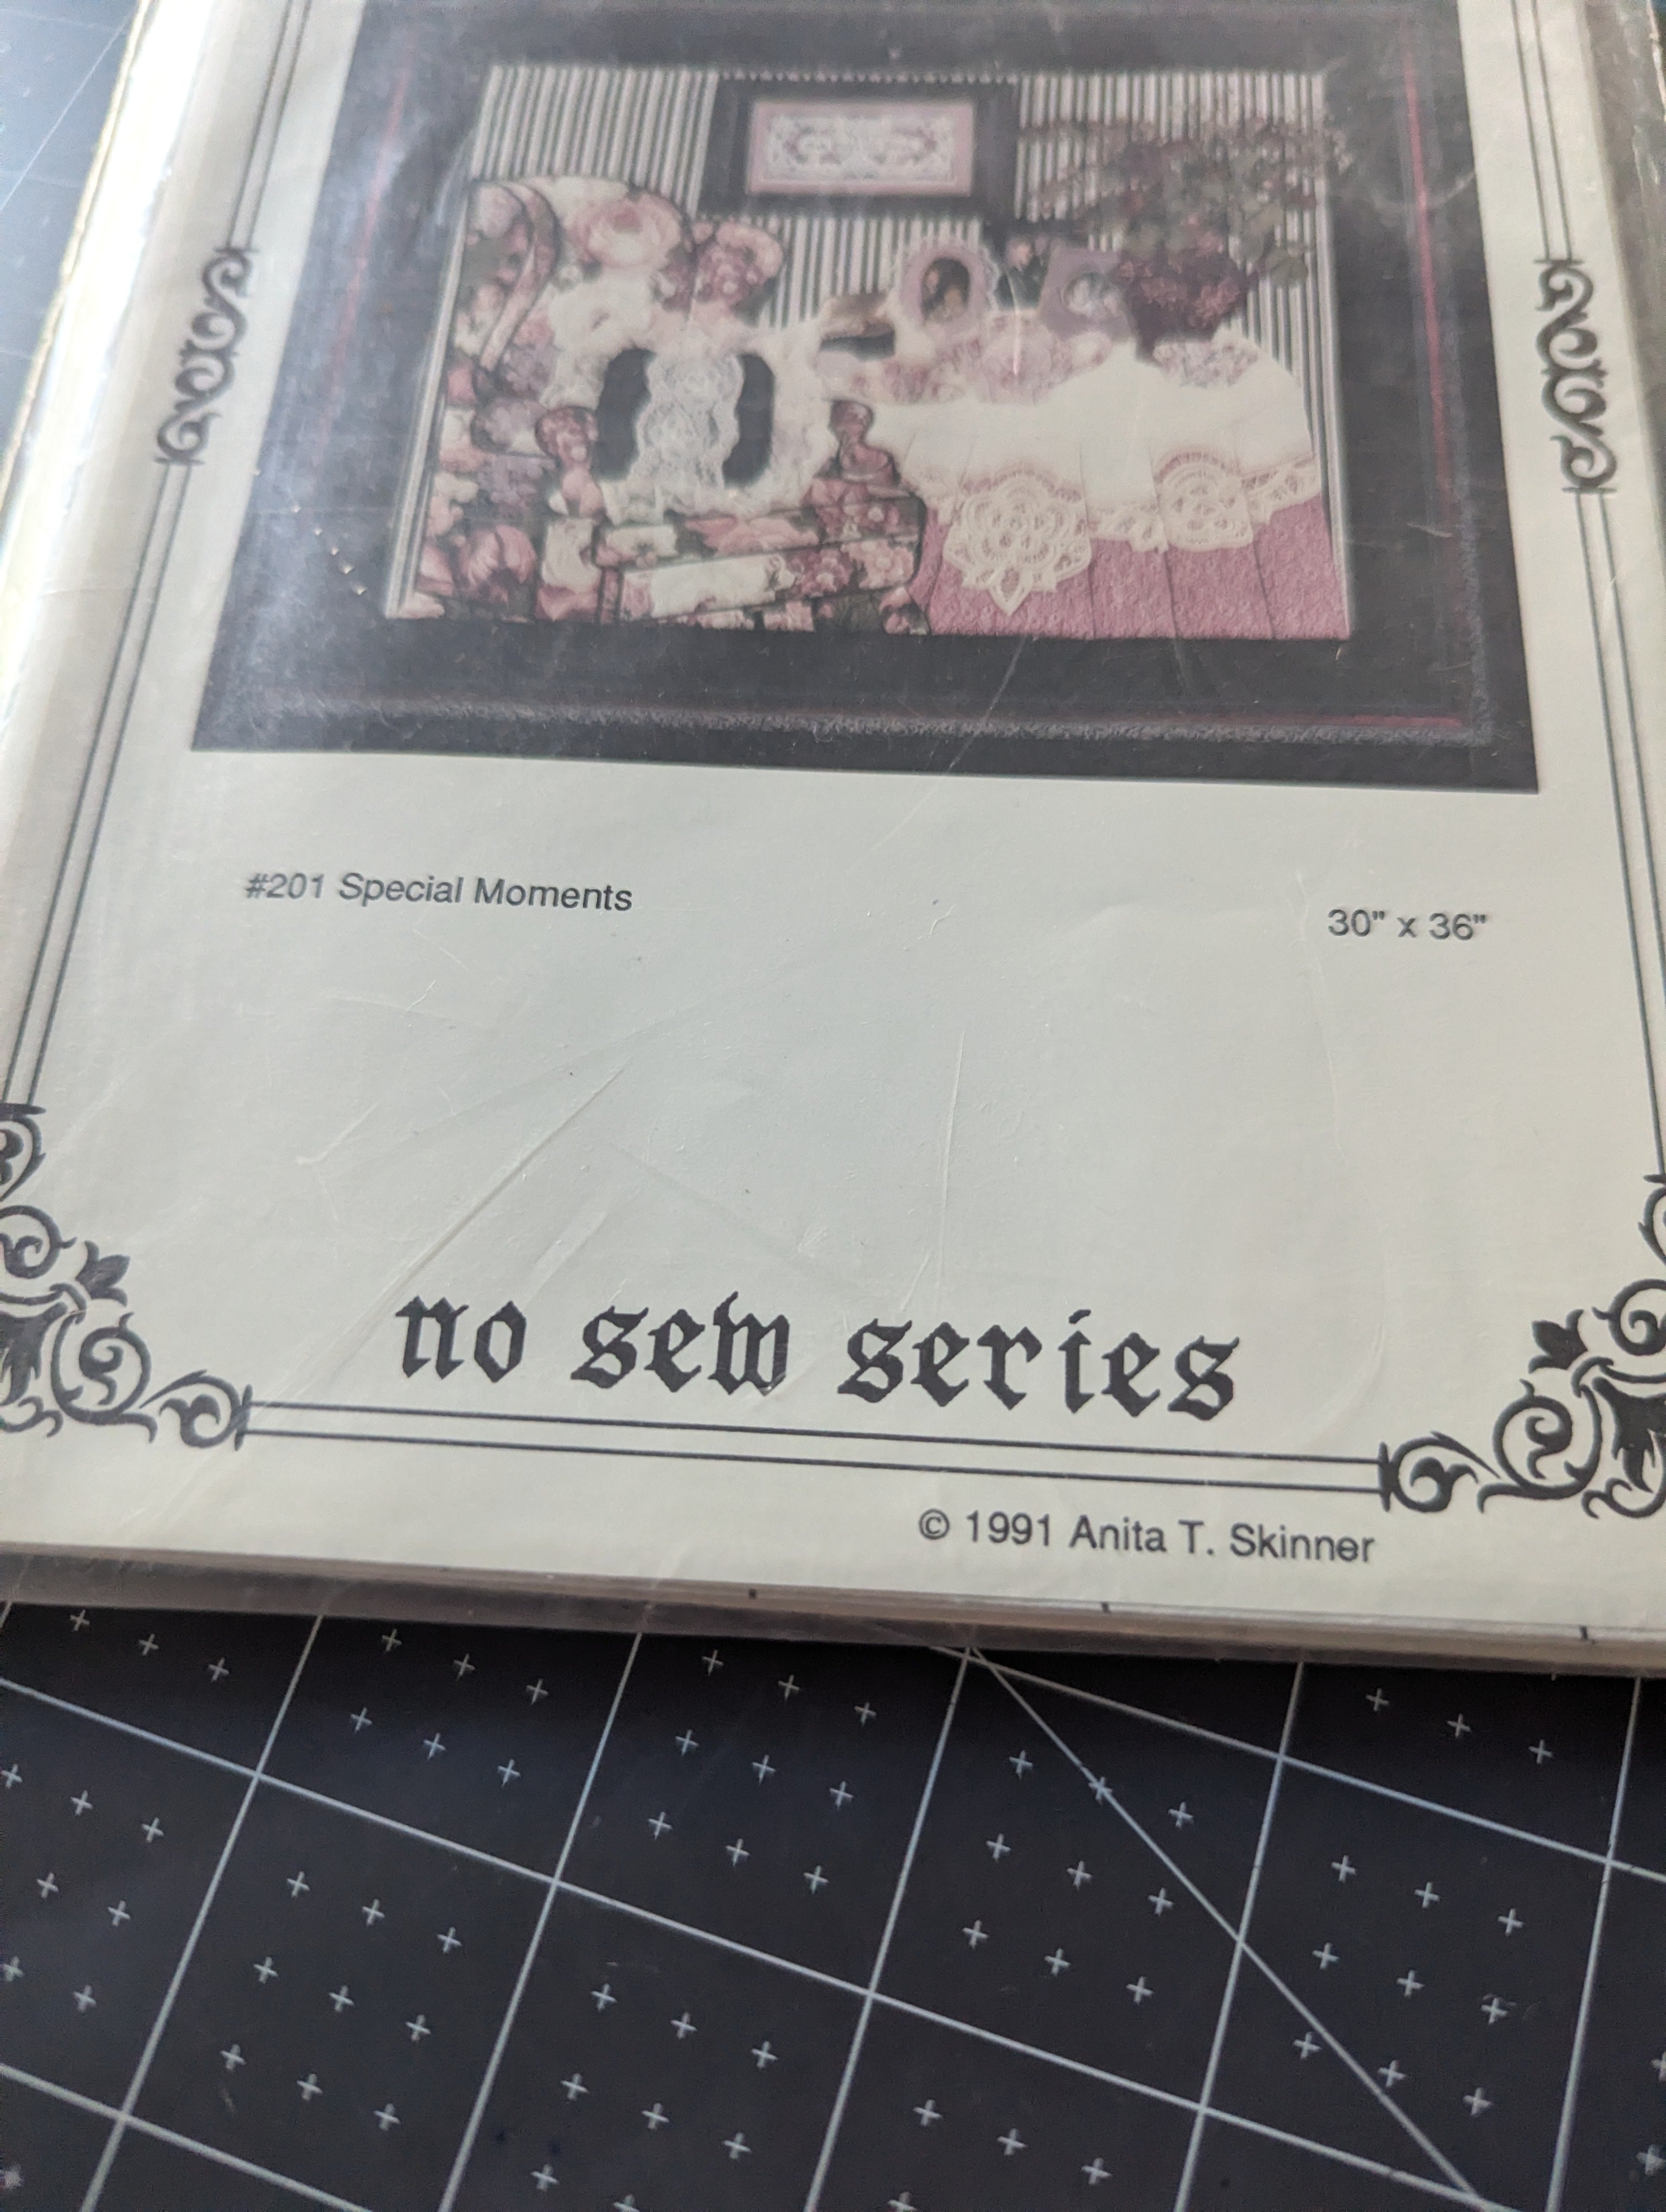 #201 Special Moments
30" x 36"
no sew series
© 1991 Anita T. Skinner